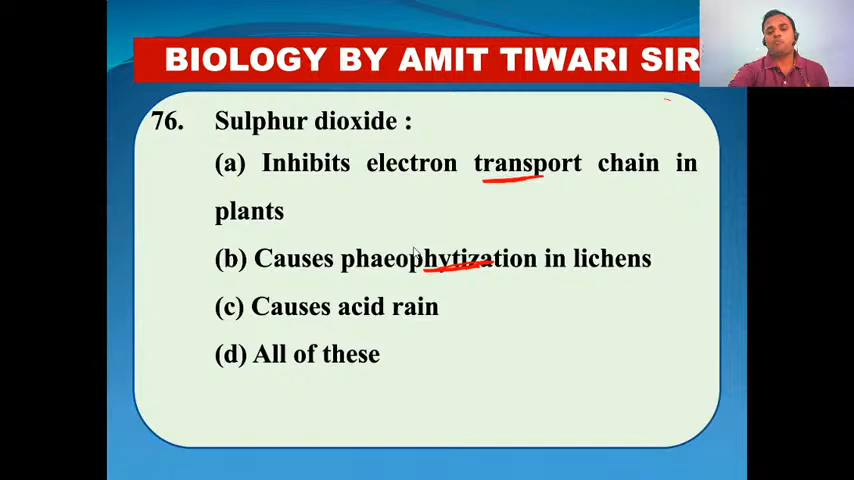 BIOLOGY BY AMIT TIWARI SIR
76. Sulphur dioxide :
(a) Inhibits electron transport chain in
plants
(b) Causes phaeophytization in lichens
(c) Causes acid rain
(d) All of these